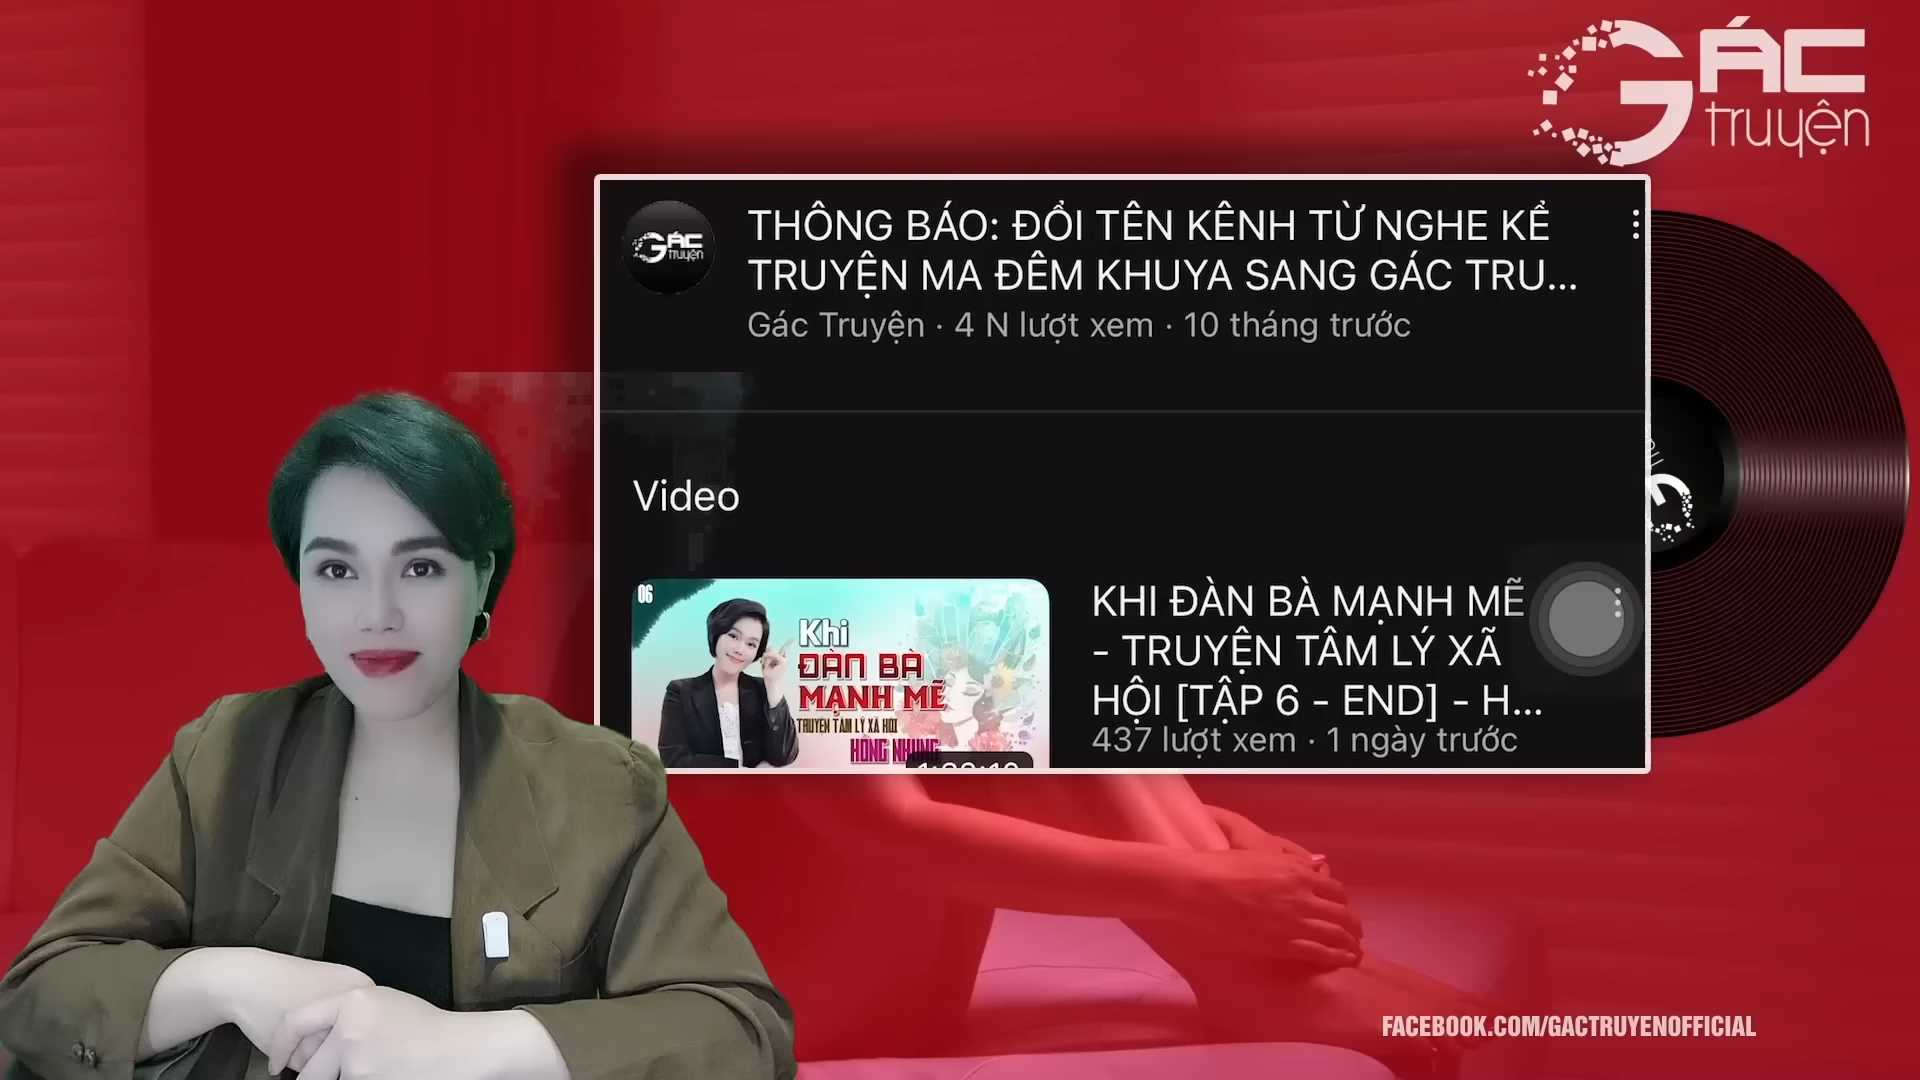 GÁC
truyện
THÔNG BÁO: ĐỔI TÊN KÊNH TỪ NGHE KỂ
TRUYỆN MA ĐÊM KHUYA SANG GÁC TRU...
GÁC
truyện
Gác Truyện · 4 N lượt xem · 10 tháng trước
Video
06
Khi
ĐÀN BÀ
MẠNH MẼ
TRUYỆN TÂM LÝ XÃ HỘI
HỒNG NHUNG
KHI ĐÀN BÀ MẠNH MẼ
- TRUYỆN TÂM LÝ XÃ
HỘI [TẬP 6 - END] - H...
437 lượt xem · 1 ngày trước
FACEBOOK.COM/GACTRUYENOFFICIAL